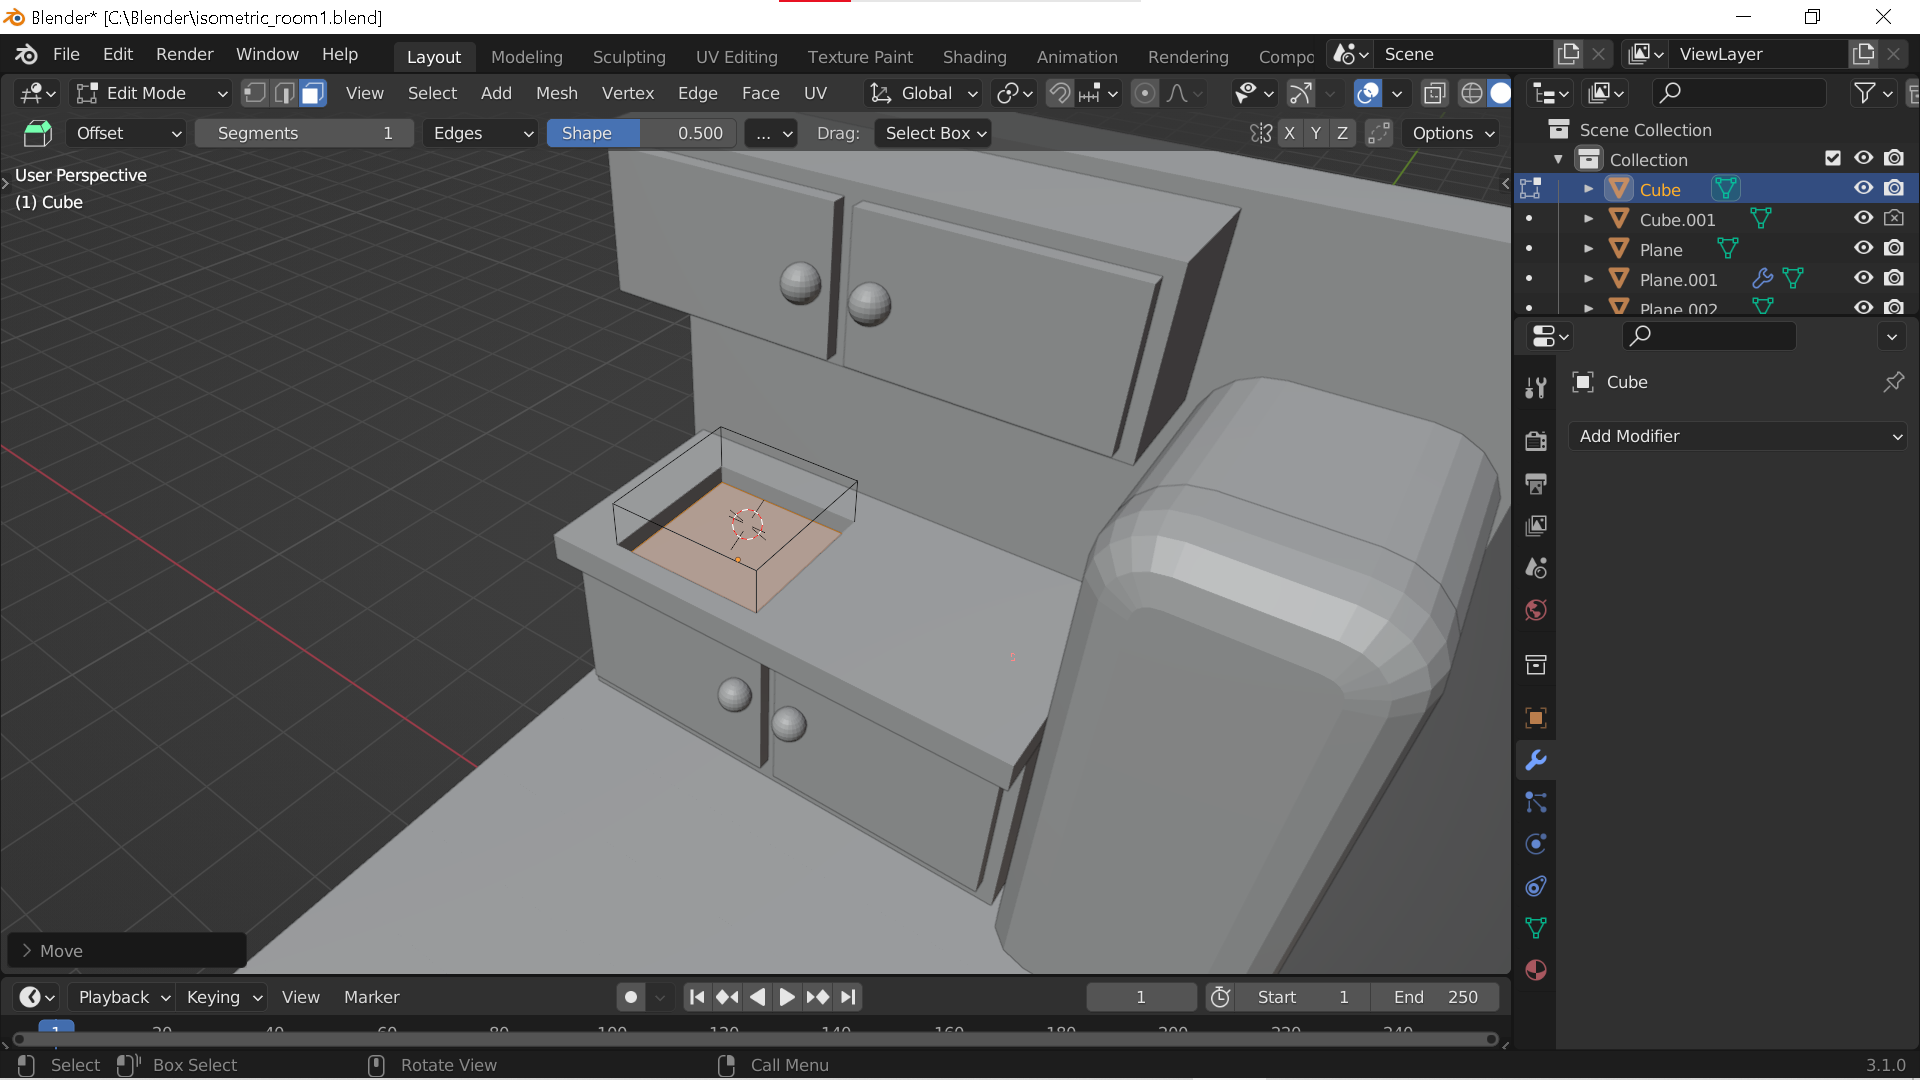 Blender* [C:\Blender\isometric_room1.blend]
File Edit Render Window Help Layout Modeling Sculpting UV Editing Texture Paint Shading Animation Rendering Compo Scene ViewLayer
Edit Mode View Select Add Mesh Vertex Edge Face UV Global
Offset Segments 1 Edges Shape 0.500 ... Drag: Select Box X Y Z Options
User Perspective
(1) Cube
Scene Collection
Collection
Cube
Cube.001
Plane
Plane.001
Plane.002
Cube
Add Modifier
Move
Playback Keying View Marker 1 Start 1 End 250
1 20 40 60 80 100 120 140 160 180 200 220 240
Select Box Select Rotate View Call Menu 3.1.0